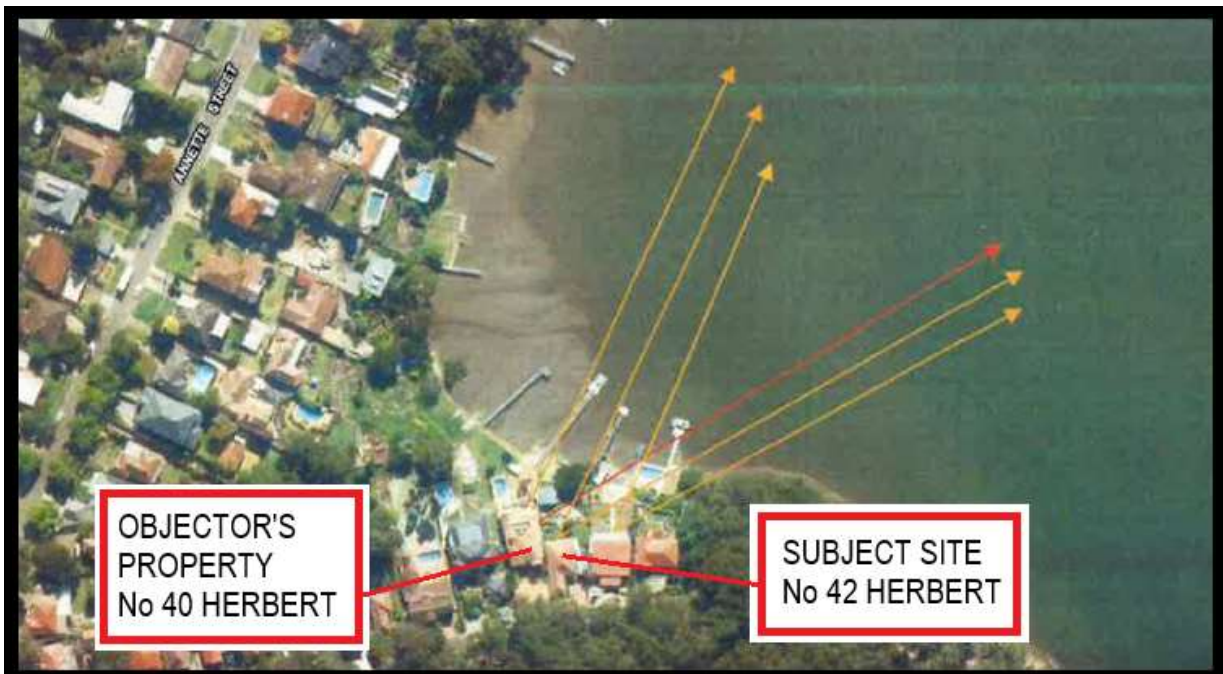 ANNETTE STREET
OBJECTOR'S
PROPERTY
No 40 HERBERT
SUBJECT SITE
No 42 HERBERT